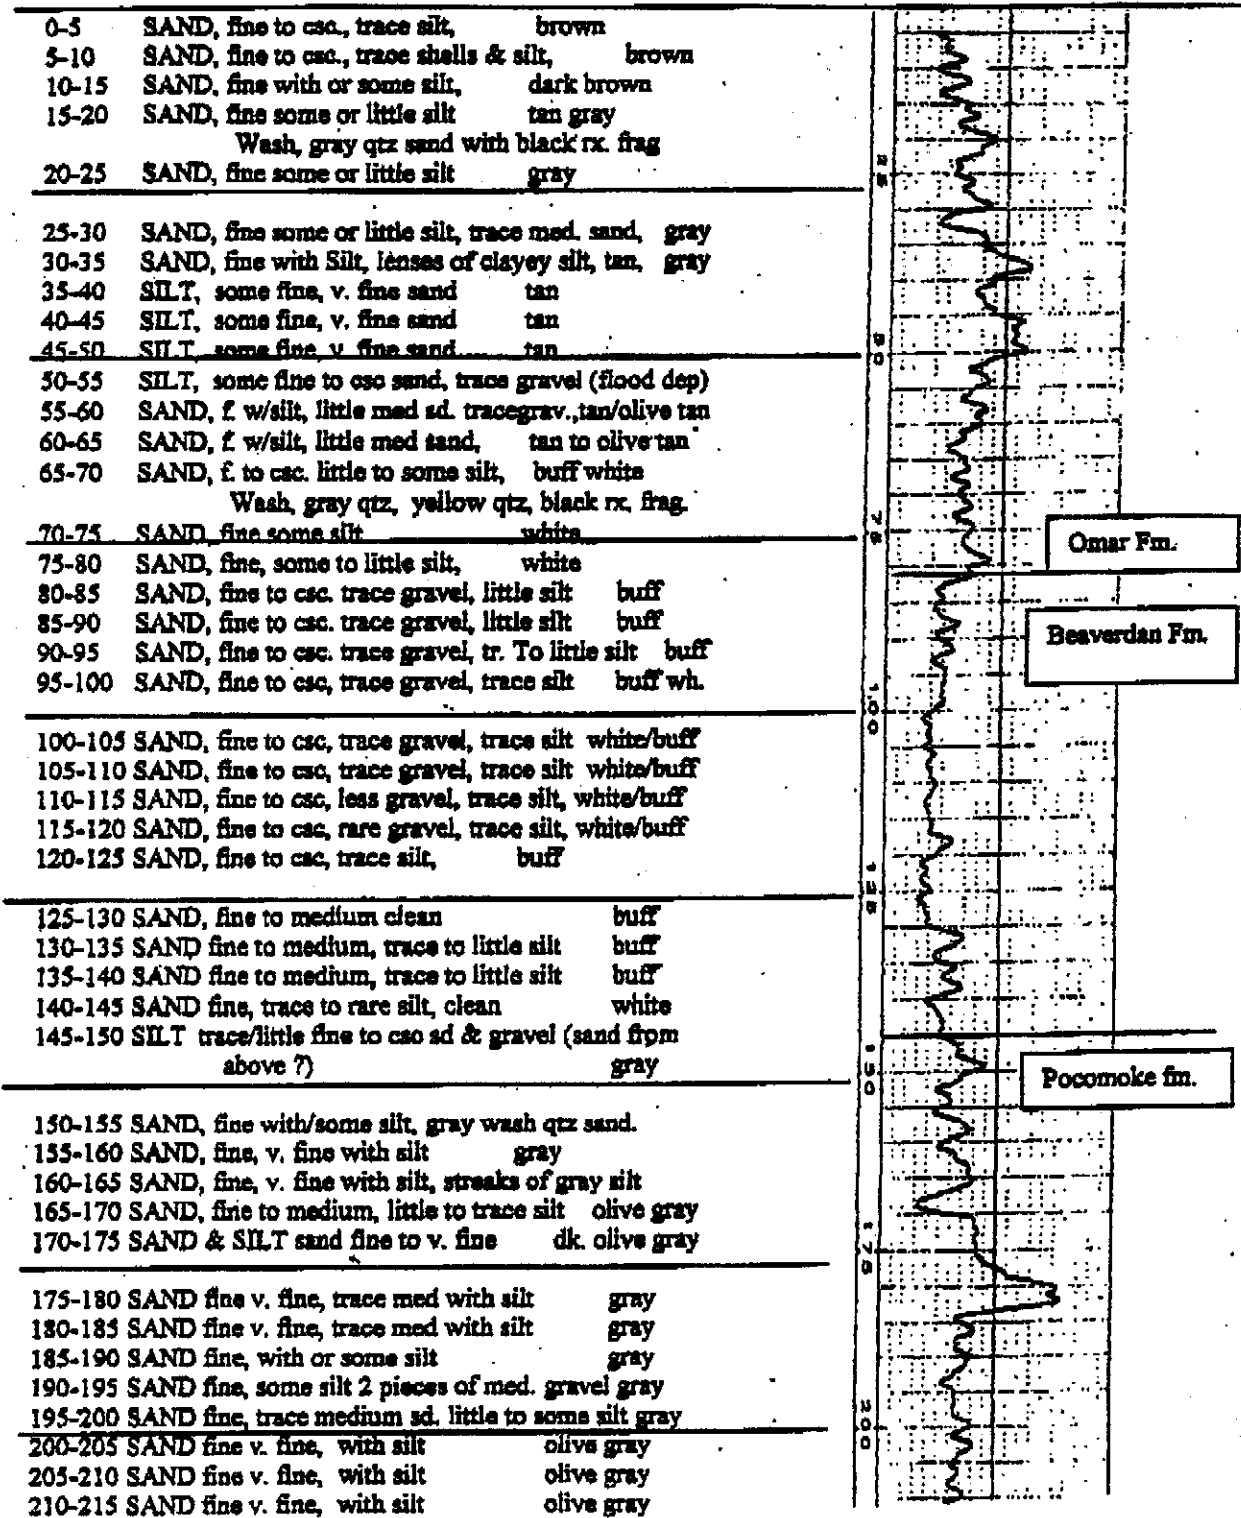 0-5 SAND, fine to csc., trace silt, brown
5-10 SAND, fine to csc., trace shells & silt, brown
10-15 SAND, fine with or some silt, dark brown
15-20 SAND, fine some or little silt tan gray
Wash, gray qtz sand with black rx. frag
20-25 SAND, fine some or little silt gray
25
25-30 SAND, fine some or little silt, trace med. sand, gray
30-35 SAND, fine with Silt, lenses of clayey silt, tan, gray
35-40 SILT, some fine, v. fine sand tan
40-45 SILT, some fine, v. fine sand tan
45-50 SILT, some fine, v. fine sand tan
50
50-55 SILT, some fine to csc sand, trace gravel (flood dep)
55-60 SAND, f. w/silt, little med sd. tracegrav.,tan/olive tan
60-65 SAND, f. w/silt, little med sand, tan to olive tan
65-70 SAND, f. to csc. little to some silt, buff white
Wash, gray qtz, yellow qtz, black rx, frag.
70-75 SAND, fine some silt white
75
Omar Fm.
75-80 SAND, fine, some to little silt, white
80-85 SAND, fine to csc. trace gravel, little silt buff
85-90 SAND, fine to csc. trace gravel, little silt buff
Beaverdan Fm.
90-95 SAND, fine to csc. trace gravel, tr. To little silt buff
95-100 SAND, fine to csc, trace gravel, trace silt buff wh.
100
100-105 SAND, fine to csc, trace gravel, trace silt white/buff
105-110 SAND, fine to csc, trace gravel, trace silt white/buff
110-115 SAND, fine to csc, less gravel, trace silt, white/buff
115-120 SAND, fine to csc, rare gravel, trace silt, white/buff
120-125 SAND, fine to csc, trace silt, buff
125
125-130 SAND, fine to medium clean buff
130-135 SAND fine to medium, trace to little silt buff
135-140 SAND fine to medium, trace to little silt buff
140-145 SAND fine, trace to rare silt, clean white
145-150 SILT trace/little fine to csc sd & gravel (sand from
above ?) gray
150
Pocomoke fm.
150-155 SAND, fine with/some silt, gray wash qtz sand.
155-160 SAND, fine, v. fine with silt gray
160-165 SAND, fine, v. fine with silt, streaks of gray silt
165-170 SAND, fine to medium, little to trace silt olive gray
170-175 SAND & SILT sand fine to v. fine dk. olive gray
175
175-180 SAND fine v. fine, trace med with silt gray
180-185 SAND fine v. fine, trace med with silt gray
185-190 SAND fine, with or some silt gray
190-195 SAND fine, some silt 2 pieces of med. gravel gray
195-200 SAND fine, trace medium sd. little to some silt gray
200
200-205 SAND fine v. fine, with silt olive gray
205-210 SAND fine v. fine, with silt olive gray
210-215 SAND fine v. fine, with silt olive gray